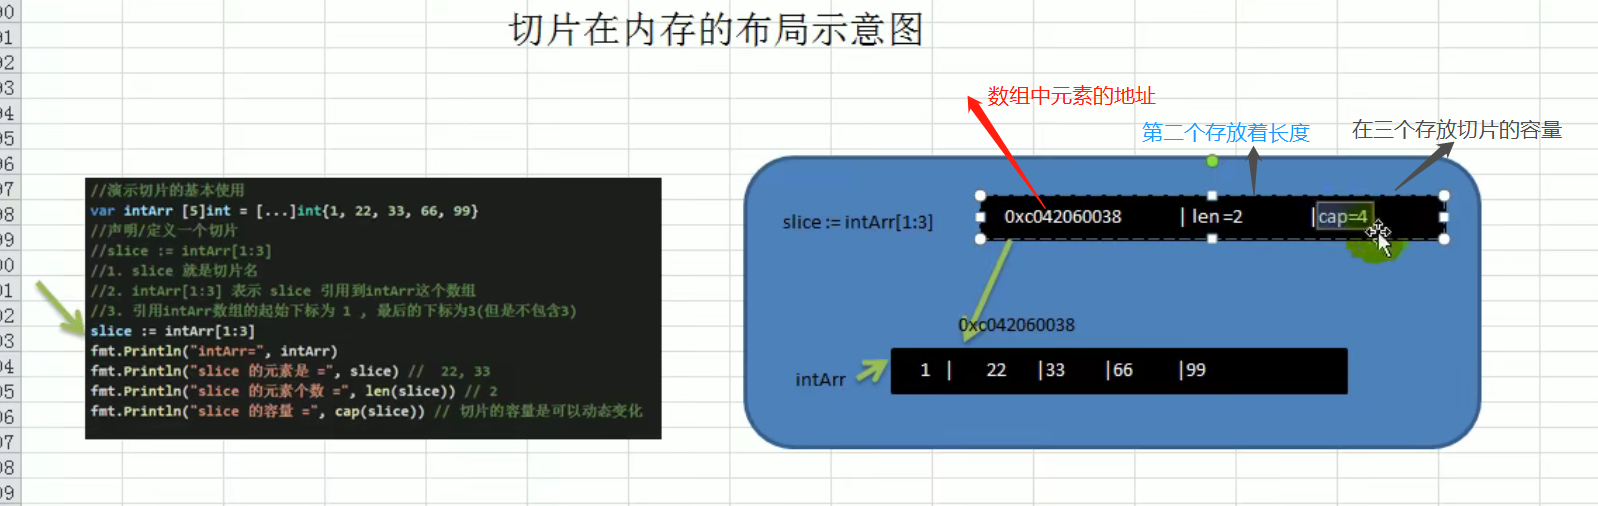 切片在内存的布局示意图
90
91
92
93
94
95
96
97
98
99
00
01
02
03
04
05
06
07
08
09
//演示切片的基本使用
var intArr [5]int = [...]int{1, 22, 33, 66, 99}
//声明/定义一个切片
//slice := intArr[1:3]
//1. slice 就是切片名
//2. intArr[1:3] 表示 slice 引用到intArr这个数组
//3. 引用intArr数组的起始下标为 1 , 最后的下标为3(但是不包含3)
slice := intArr[1:3]
fmt.Println("intArr=", intArr)
fmt.Println("slice 的元素是 =", slice) //  22, 33
fmt.Println("slice 的元素个数 =", len(slice)) // 2
fmt.Println("slice 的容量 =", cap(slice)) // 切片的容量是可以动态变化
数组中元素的地址
第二个存放着长度
在三个存放切片的容量
slice := intArr[1:3]
0xc042060038 | len =2 |cap=4
0xc042060038
intArr
1 | 22 |33 |66 |99